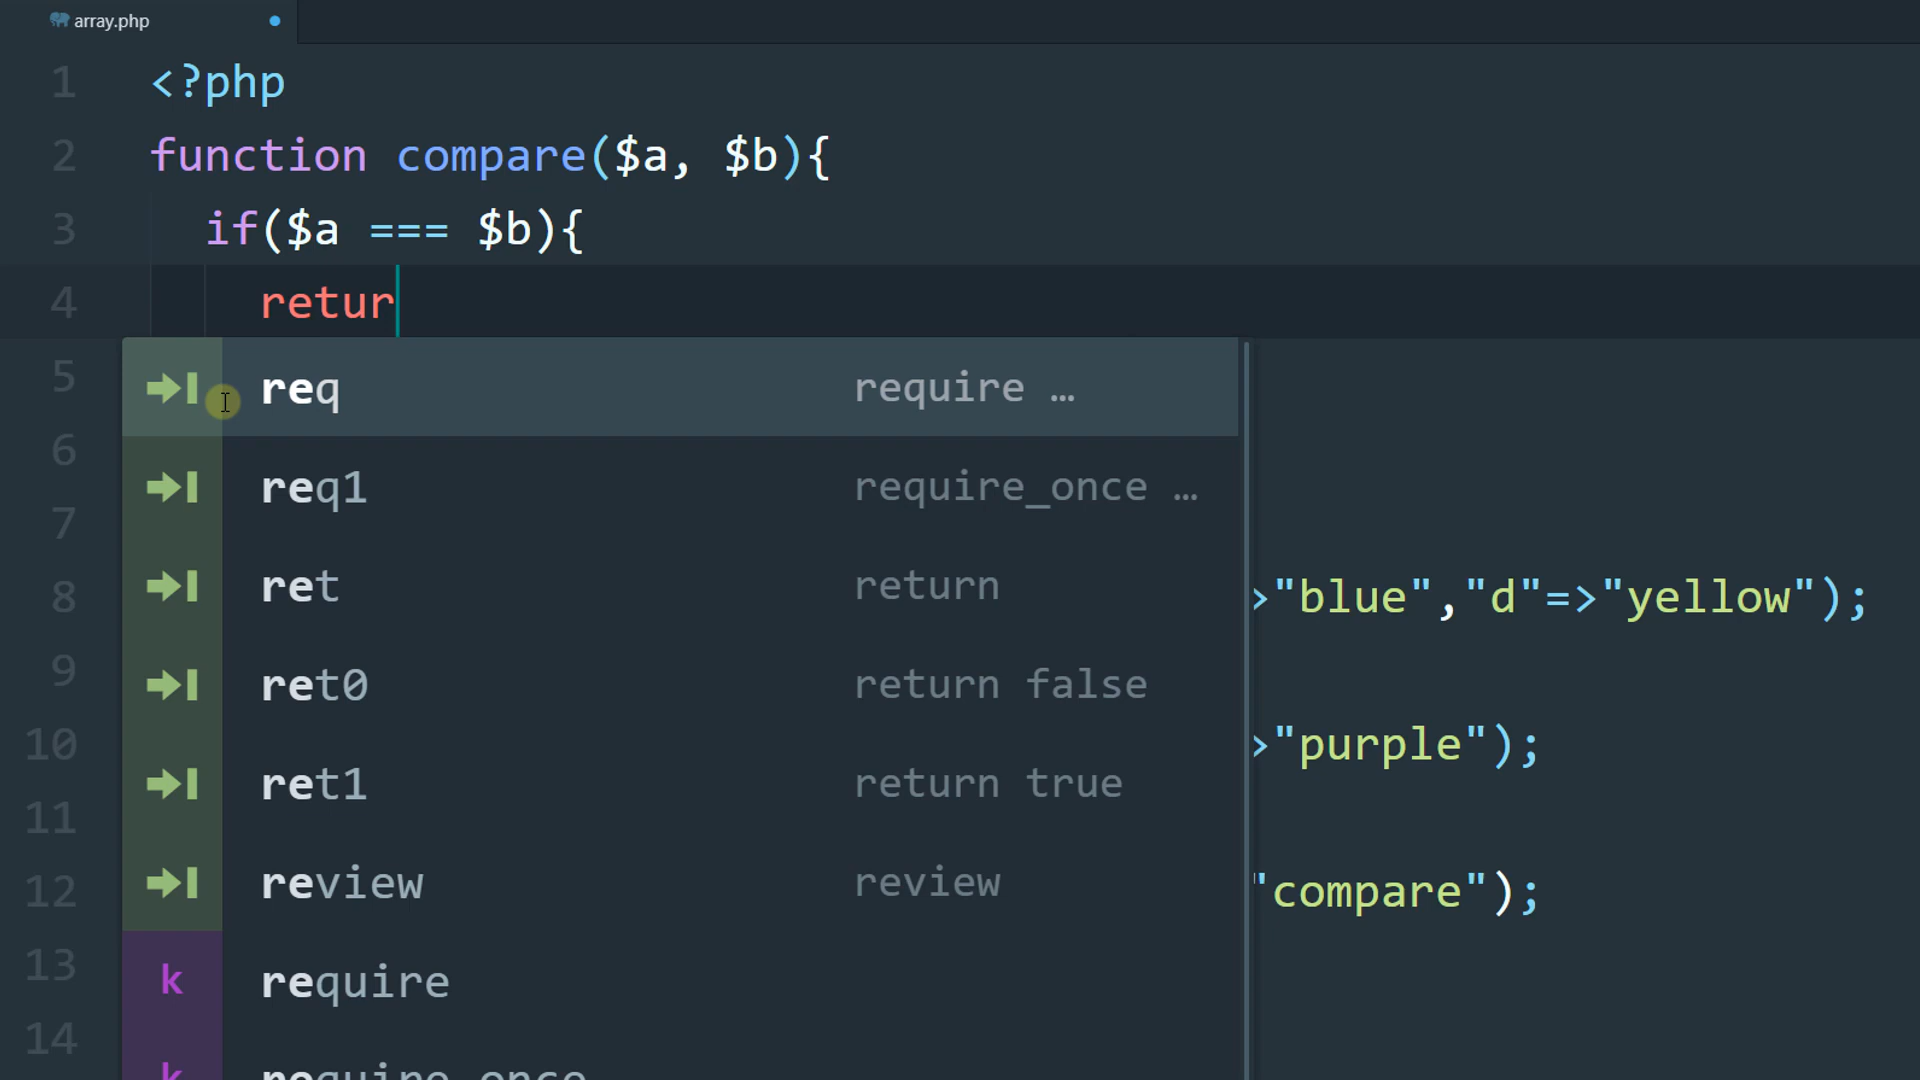 array.php
1 <?php
2 function compare($a, $b){
3 if($a === $b){
4 retur
5
req require …
6
req1 require_once …
7
ret return
8 >"blue","d"=>"yellow");
9
ret0 return false
10 >"purple");
ret1 return true
11
12 "compare");
review review
13
k require
14
k require_once